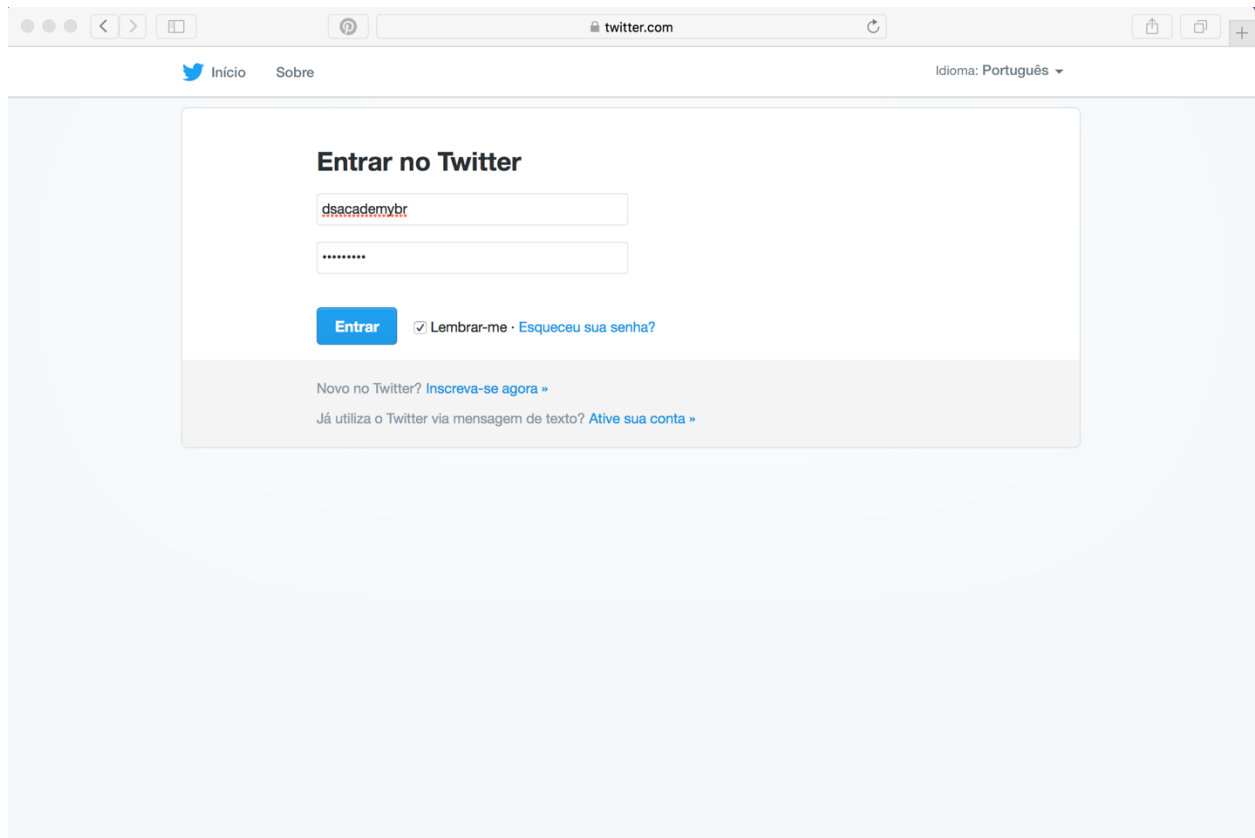 twitter.com
Início Sobre Idioma: Português
Entrar no Twitter
dsacademybr
•••••••••
Entrar Lembrar-me · Esqueceu sua senha?
Novo no Twitter? Inscreva-se agora »
Já utiliza o Twitter via mensagem de texto? Ative sua conta »